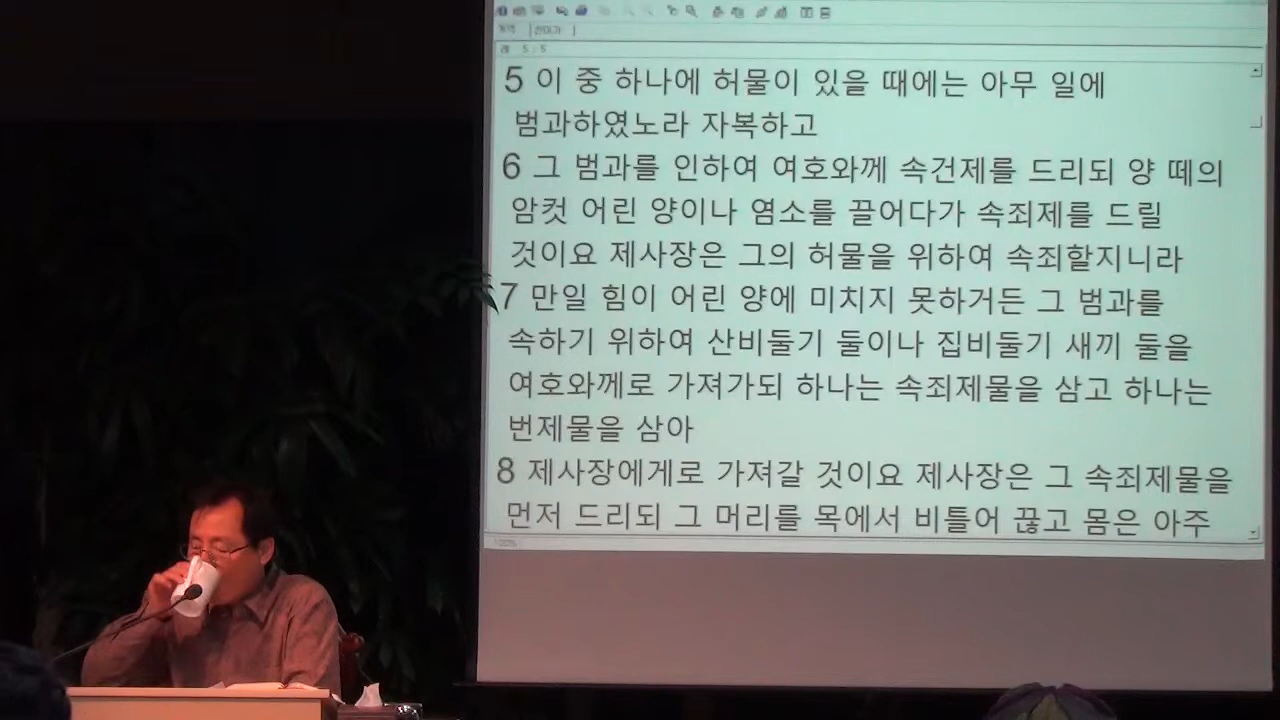 레 5 : 5
5 이 중 하나에 허물이 있을 때에는 아무 일에
범과하였노라 자복하고
6 그 범과를 인하여 여호와께 속건제를 드리되 양 떼의
암컷 어린 양이나 염소를 끌어다가 속죄제를 드릴
것이요 제사장은 그의 허물을 위하여 속죄할지니라
7 만일 힘이 어린 양에 미치지 못하거든 그 범과를
속하기 위하여 산비둘기 둘이나 집비둘기 새끼 둘을
여호와께로 가져가되 하나는 속죄제물을 삼고 하나는
번제물을 삼아
8 제사장에게로 가져갈 것이요 제사장은 그 속죄제물을
먼저 드리되 그 머리를 목에서 비틀어 끊고 몸은 아주